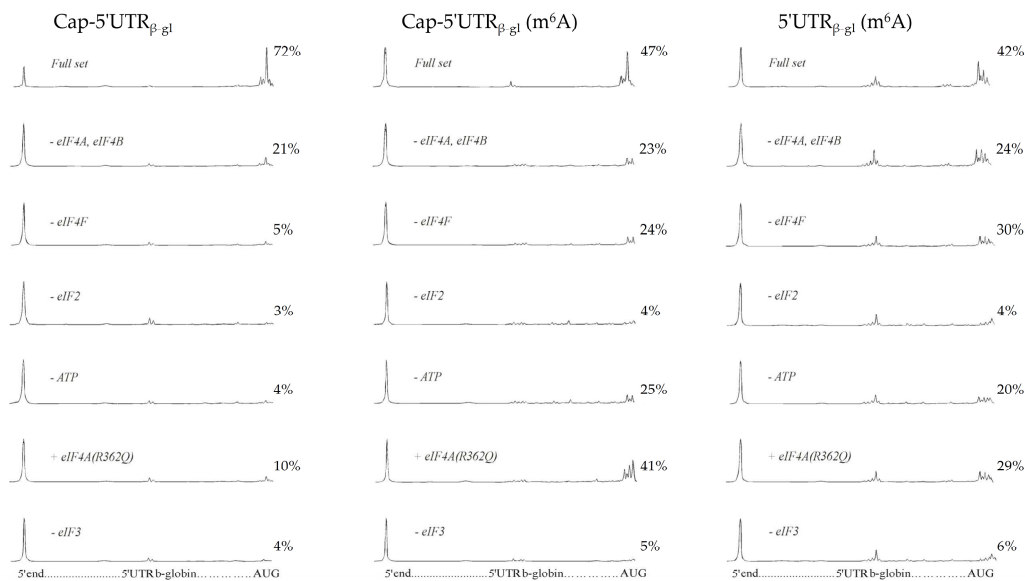 Cap-5'UTRβ-gl
Full set
72%
- eIF4A, eIF4B
21%
- eIF4F
5%
- eIF2
3%
- ATP
4%
+ eIF4A(R362Q)
10%
- eIF3
4%
5'end......................5'UTRb-globin..............AUG
Cap-5'UTRβ-gl (m⁶A)
Full set
47%
- eIF4A, eIF4B
23%
- eIF4F
24%
- eIF2
4%
- ATP
25%
+ eIF4A(R362Q)
41%
- eIF3
5%
5'end......................5'UTRb-globin..............AUG
5'UTRβ-gl (m⁶A)
Full set
42%
- eIF4A, eIF4B
24%
- eIF4F
30%
- eIF2
4%
- ATP
20%
+ eIF4A(R362Q)
29%
- eIF3
6%
5'end......................5'UTRb-globin..............AUG